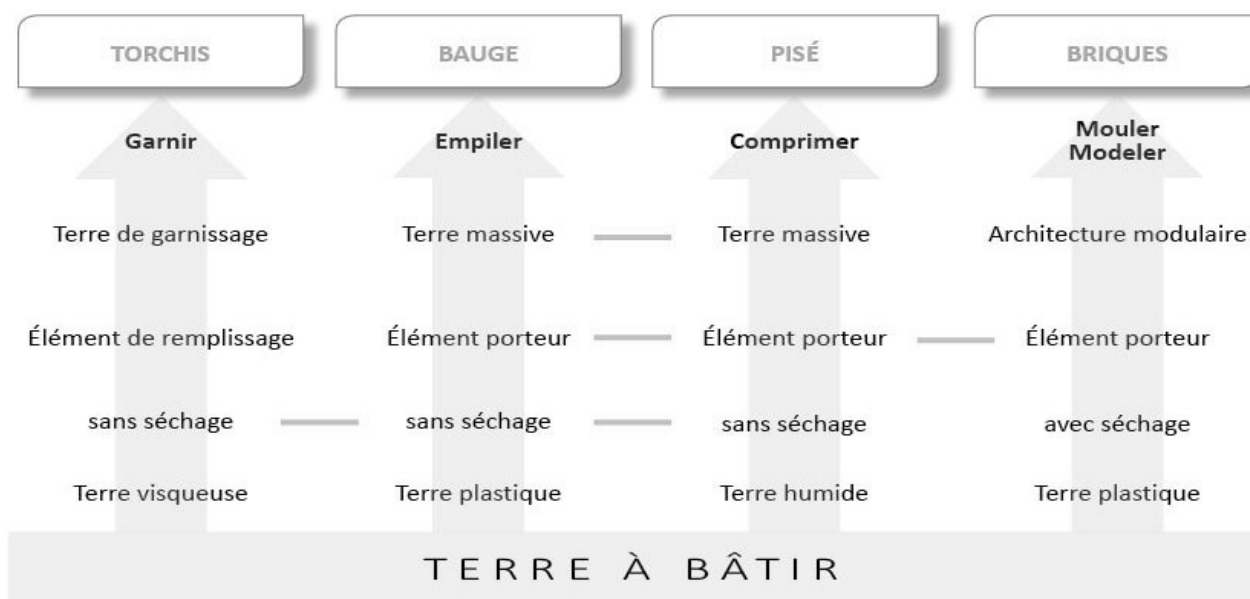 TORCHIS
BAUGE
PISÉ
BRIQUES
Garnir
Empiler
Comprimer
Mouler
Modeler
Terre de garnissage
Terre massive
Terre massive
Architecture modulaire
Élément de remplissage
Élément porteur
Élément porteur
Élément porteur
sans séchage
sans séchage
sans séchage
avec séchage
Terre visqueuse
Terre plastique
Terre humide
Terre plastique
TERRE À BÂTIR